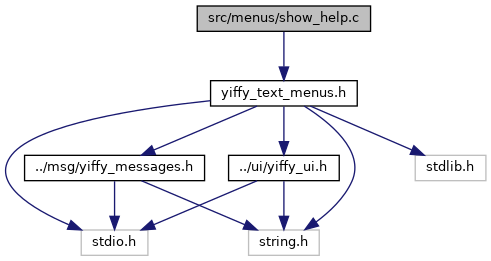 src/menus/show_help.c
yiffy_text_menus.h
../msg/yiffy_messages.h
../ui/yiffy_ui.h
stdlib.h
stdio.h
string.h